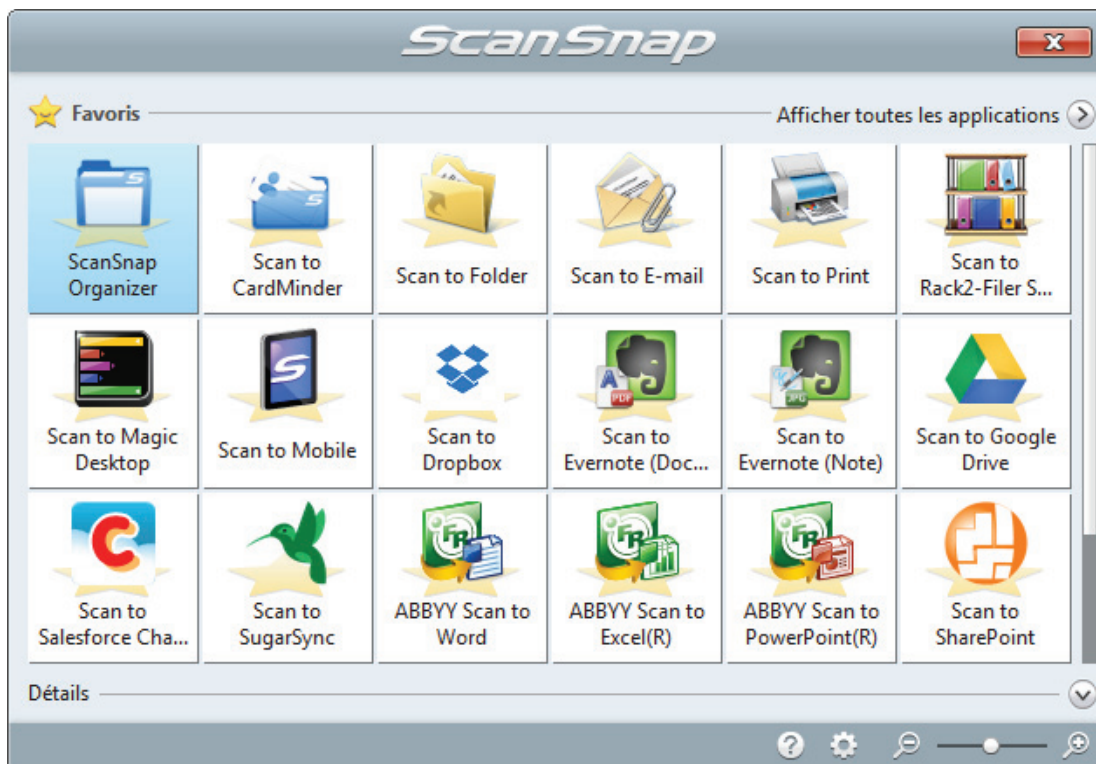 ScanSnap
Favoris
Afficher toutes les applications
ScanSnap
Organizer
Scan to
CardMinder
Scan to Folder
Scan to E-mail
Scan to Print
Scan to
Rack2-Filer S...
Scan to Magic
Desktop
Scan to Mobile
Scan to
Dropbox
Scan to
Evernote (Doc...
Scan to
Evernote (Note)
Scan to Google
Drive
Scan to
Salesforce Cha...
Scan to
SugarSync
ABBYY Scan to
Word
ABBYY Scan to
Excel(R)
ABBYY Scan to
PowerPoint(R)
Scan to
SharePoint
Détails